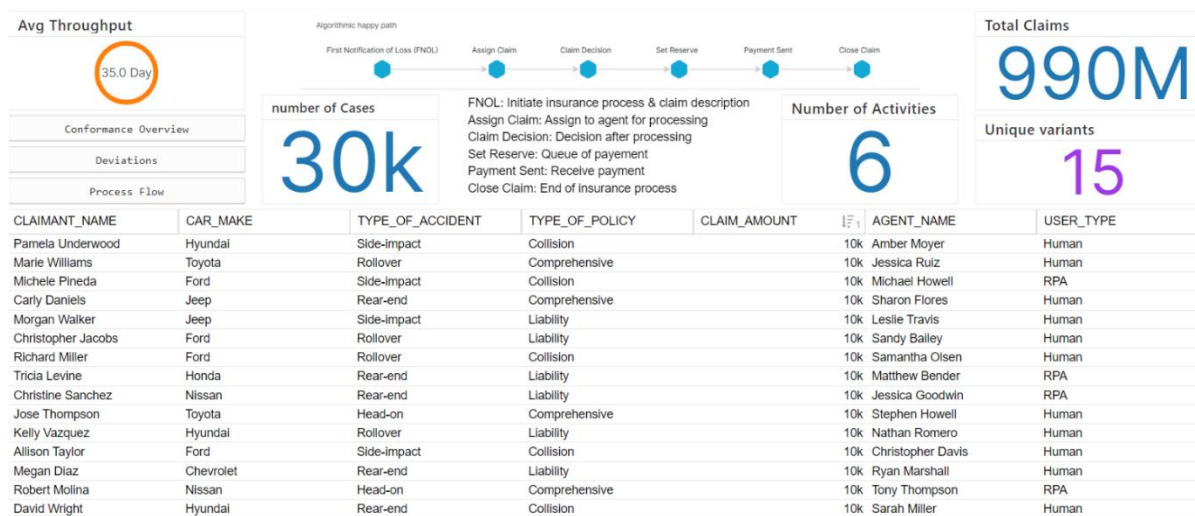 Avg Throughput
35.0 Day
Conformance Overview
Deviations
Process Flow
Algorithmic happy path
First Notification of Loss (FNOL) Assign Claim Claim Decision Set Reserve Payment Sent Close Claim
number of Cases
30k
FNOL: Initiate insurance process & claim description
Assign Claim: Assign to agent for processing
Claim Decision: Decision after processing
Set Reserve: Queue of payement
Payment Sent: Receive payment
Close Claim: End of insurance process
Number of Activities
6
Total Claims
990M
Unique variants
15
CLAIMANT_NAME CAR_MAKE TYPE_OF_ACCIDENT TYPE_OF_POLICY CLAIM_AMOUNT 1 AGENT_NAME USER_TYPE
Pamela Underwood Hyundai Side-impact Collision 10k Amber Moyer Human
Marie Williams Toyota Rollover Comprehensive 10k Jessica Ruiz Human
Michele Pineda Ford Side-impact Collision 10k Michael Howell RPA
Carly Daniels Jeep Rear-end Comprehensive 10k Sharon Flores Human
Morgan Walker Jeep Side-impact Liability 10k Leslie Travis Human
Christopher Jacobs Ford Rollover Liability 10k Sandy Bailey Human
Richard Miller Ford Rollover Collision 10k Samantha Olsen Human
Tricia Levine Honda Rear-end Liability 10k Matthew Bender RPA
Christine Sanchez Nissan Rear-end Liability 10k Jessica Goodwin RPA
Jose Thompson Toyota Head-on Comprehensive 10k Stephen Howell Human
Kelly Vazquez Hyundai Rollover Liability 10k Nathan Romero Human
Allison Taylor Ford Side-impact Collision 10k Christopher Davis Human
Megan Diaz Chevrolet Rear-end Liability 10k Ryan Marshall Human
Robert Molina Nissan Head-on Comprehensive 10k Tony Thompson RPA
David Wright Hyundai Rear-end Collision 10k Sarah Miller Human